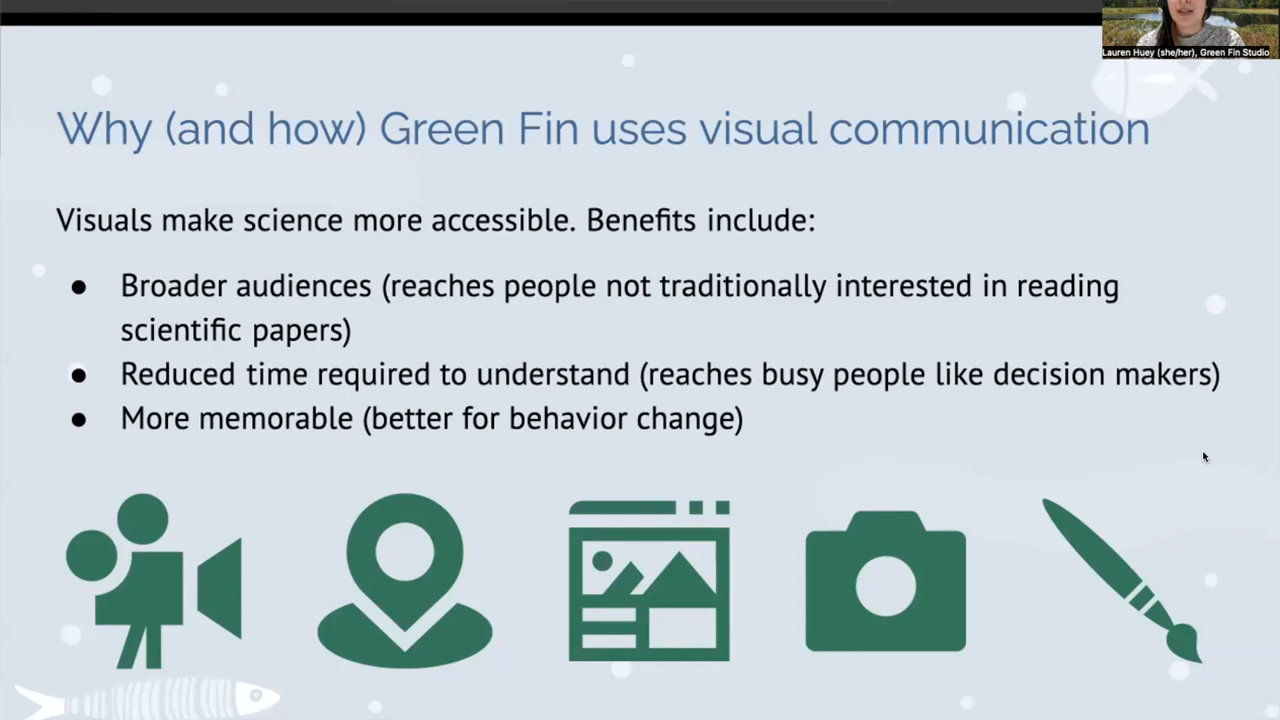 Lauren Huey (she/her), Green Fin Studio
Why (and how) Green Fin uses visual communication
Visuals make science more accessible. Benefits include:
● Broader audiences (reaches people not traditionally interested in reading
scientific papers)
● Reduced time required to understand (reaches busy people like decision makers)
● More memorable (better for behavior change)